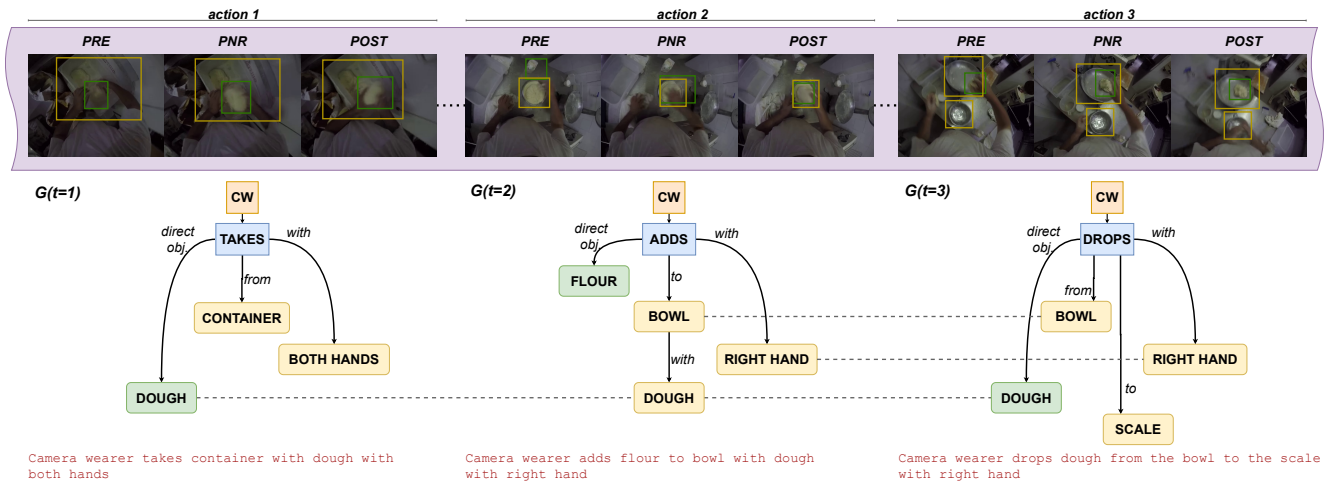 action 1
action 2
action 3
PRE PNR POST
PRE PNR POST
PRE PNR POST
G(t=1)
CW
TAKES
direct obj.
with
from
CONTAINER
BOTH HANDS
DOUGH
Camera wearer takes container with dough with
both hands
G(t=2)
CW
ADDS
direct obj.
with
FLOUR
to
BOWL
with
RIGHT HAND
DOUGH
Camera wearer adds flour to bowl with dough
with right hand
G(t=3)
CW
DROPS
direct obj.
with
from
BOWL
RIGHT HAND
DOUGH
to
SCALE
Camera wearer drops dough from the bowl to the scale
with right hand